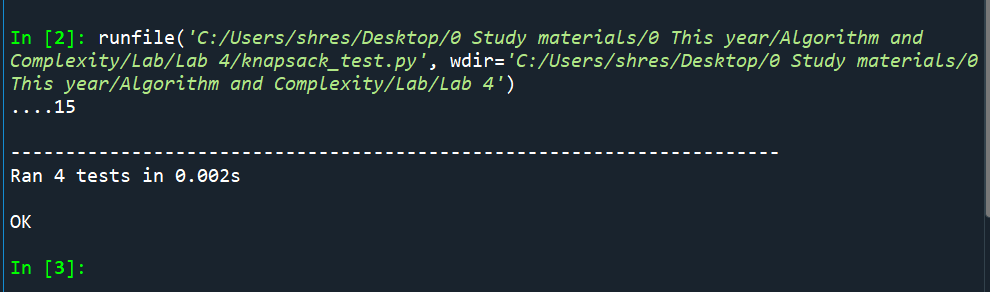 In [2]: runfile('C:/Users/shres/Desktop/0 Study materials/0 This year/Algorithm and
Complexity/Lab/Lab 4/knapsack_test.py', wdir='C:/Users/shres/Desktop/0 Study materials/0
This year/Algorithm and Complexity/Lab/Lab 4')
....15
----------------------------------------------------------------------
Ran 4 tests in 0.002s
OK
In [3]: